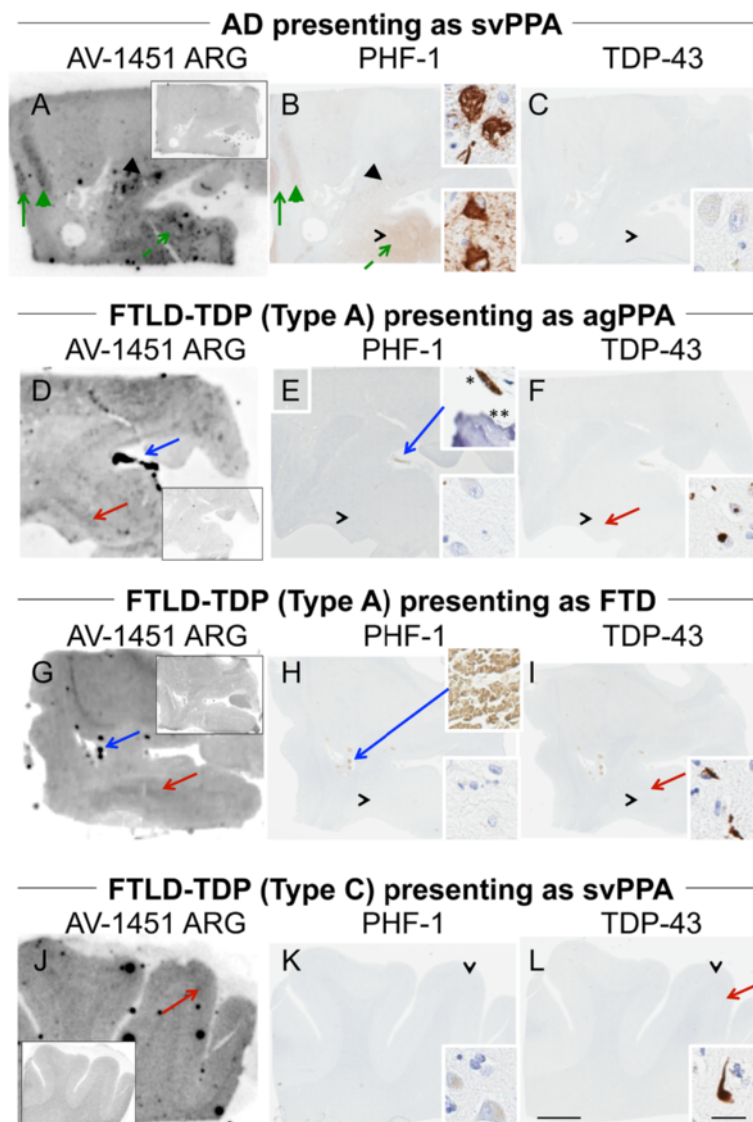 AD presenting as svPPA
AV-1451 ARG PHF-1 TDP-43
A B C
FTLD-TDP (Type A) presenting as agPPA
AV-1451 ARG PHF-1 TDP-43
D E * F
**
FTLD-TDP (Type A) presenting as FTD
AV-1451 ARG PHF-1 TDP-43
G H I
FTLD-TDP (Type C) presenting as svPPA
AV-1451 ARG PHF-1 TDP-43
J K L